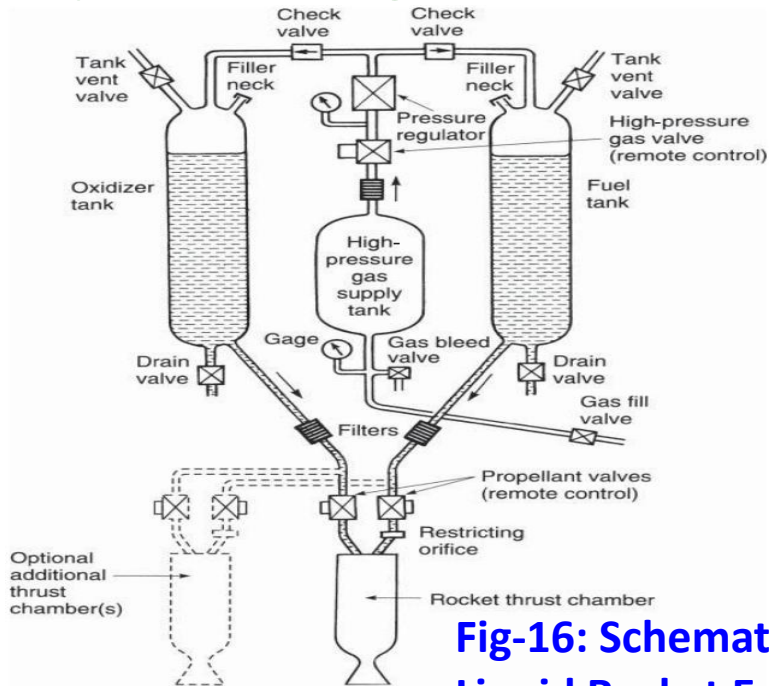 Check
valve
Check
valve
Tank
vent
valve
Filler
neck
Filler
neck
Tank
vent
valve
Pressure
regulator
High-pressure
gas valve
(remote control)
Oxidizer
tank
Fuel
tank
High-
pressure
gas
supply
tank
Gage
Gas bleed
valve
Drain
valve
Drain
valve
Gas fill
valve
Filters
Propellant valves
(remote control)
Restricting
orifice
Optional
additional
thrust
chamber(s)
Rocket thrust chamber
Fig-16: Schemat